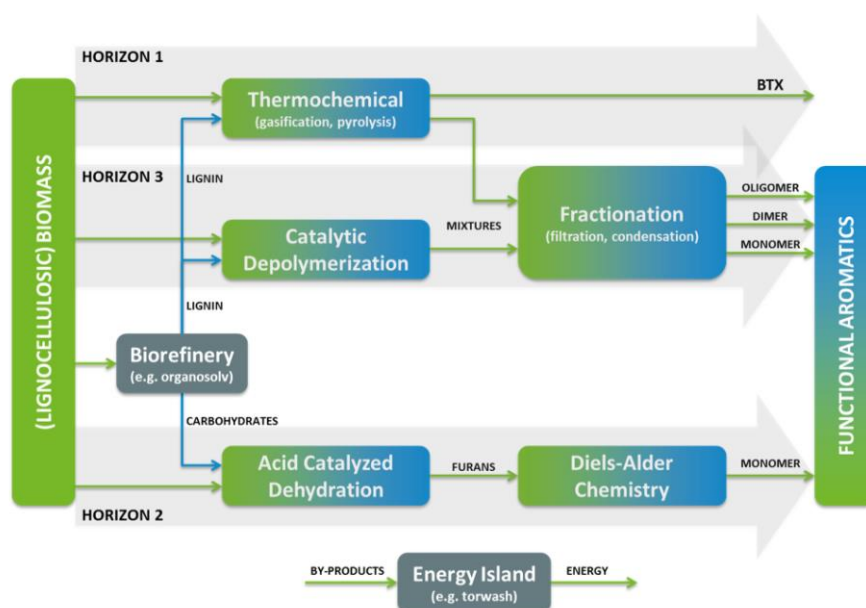 HORIZON 1
Thermochemical
(gasification, pyrolysis)
BTX
HORIZON 3
LIGNIN
OLIGOMER
Fractionation
(filtration, condensation)
DIMER
MONOMER
Catalytic
Depolymerization
MIXTURES
LIGNIN
(LIGNOCELLULOSIC) BIOMASS
FUNCTIONAL AROMATICS
Biorefinery
(e.g. organosolv)
CARBOHYDRATES
Acid Catalyzed
Dehydration
FURANS
Diels-Alder
Chemistry
MONOMER
HORIZON 2
BY-PRODUCTS
Energy Island
(e.g. torwash)
ENERGY